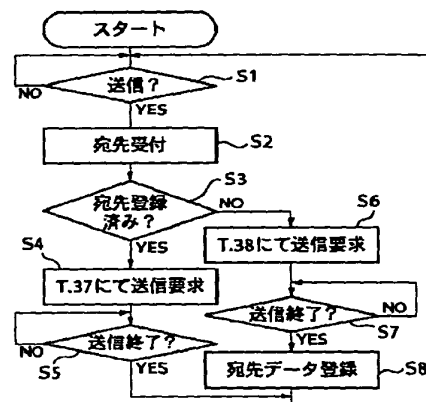 スタート
送信？
S1
NO
YES
宛先受付
S2
宛先登録
済み？
S3
NO
YES
S4
T.37にて送信要求
S6
T.38にて送信要求
送信終了？
NO
S5
YES
送信終了？
NO
S7
YES
宛先データ登録
S8